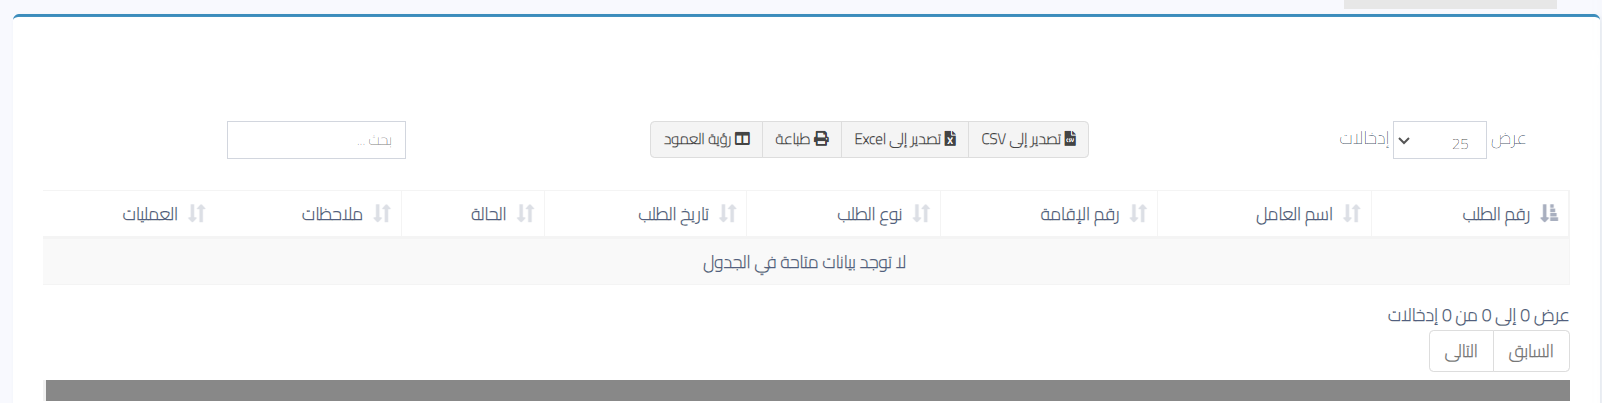 عرض 25 إدخالات
تصدير إلى CSV تصدير إلى Excel طباعة رؤية العمود
بحث ...
رقم الطلب اسم العامل رقم الإقامة نوع الطلب تاريخ الطلب الحالة ملاحظات العمليات
لا توجد بيانات متاحة في الجدول
عرض 0 إلى 0 من 0 إدخالات
السابق التالى